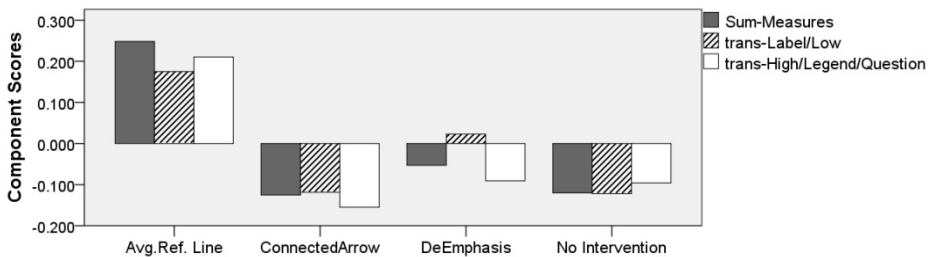 Component Scores
0.300
0.200
0.100
0.000
-0.100
-0.200
Avg.Ref. Line
ConnectedArrow
DeEmphasis
No Intervention
Sum-Measures
trans-Label/Low
trans-High/Legend/Question